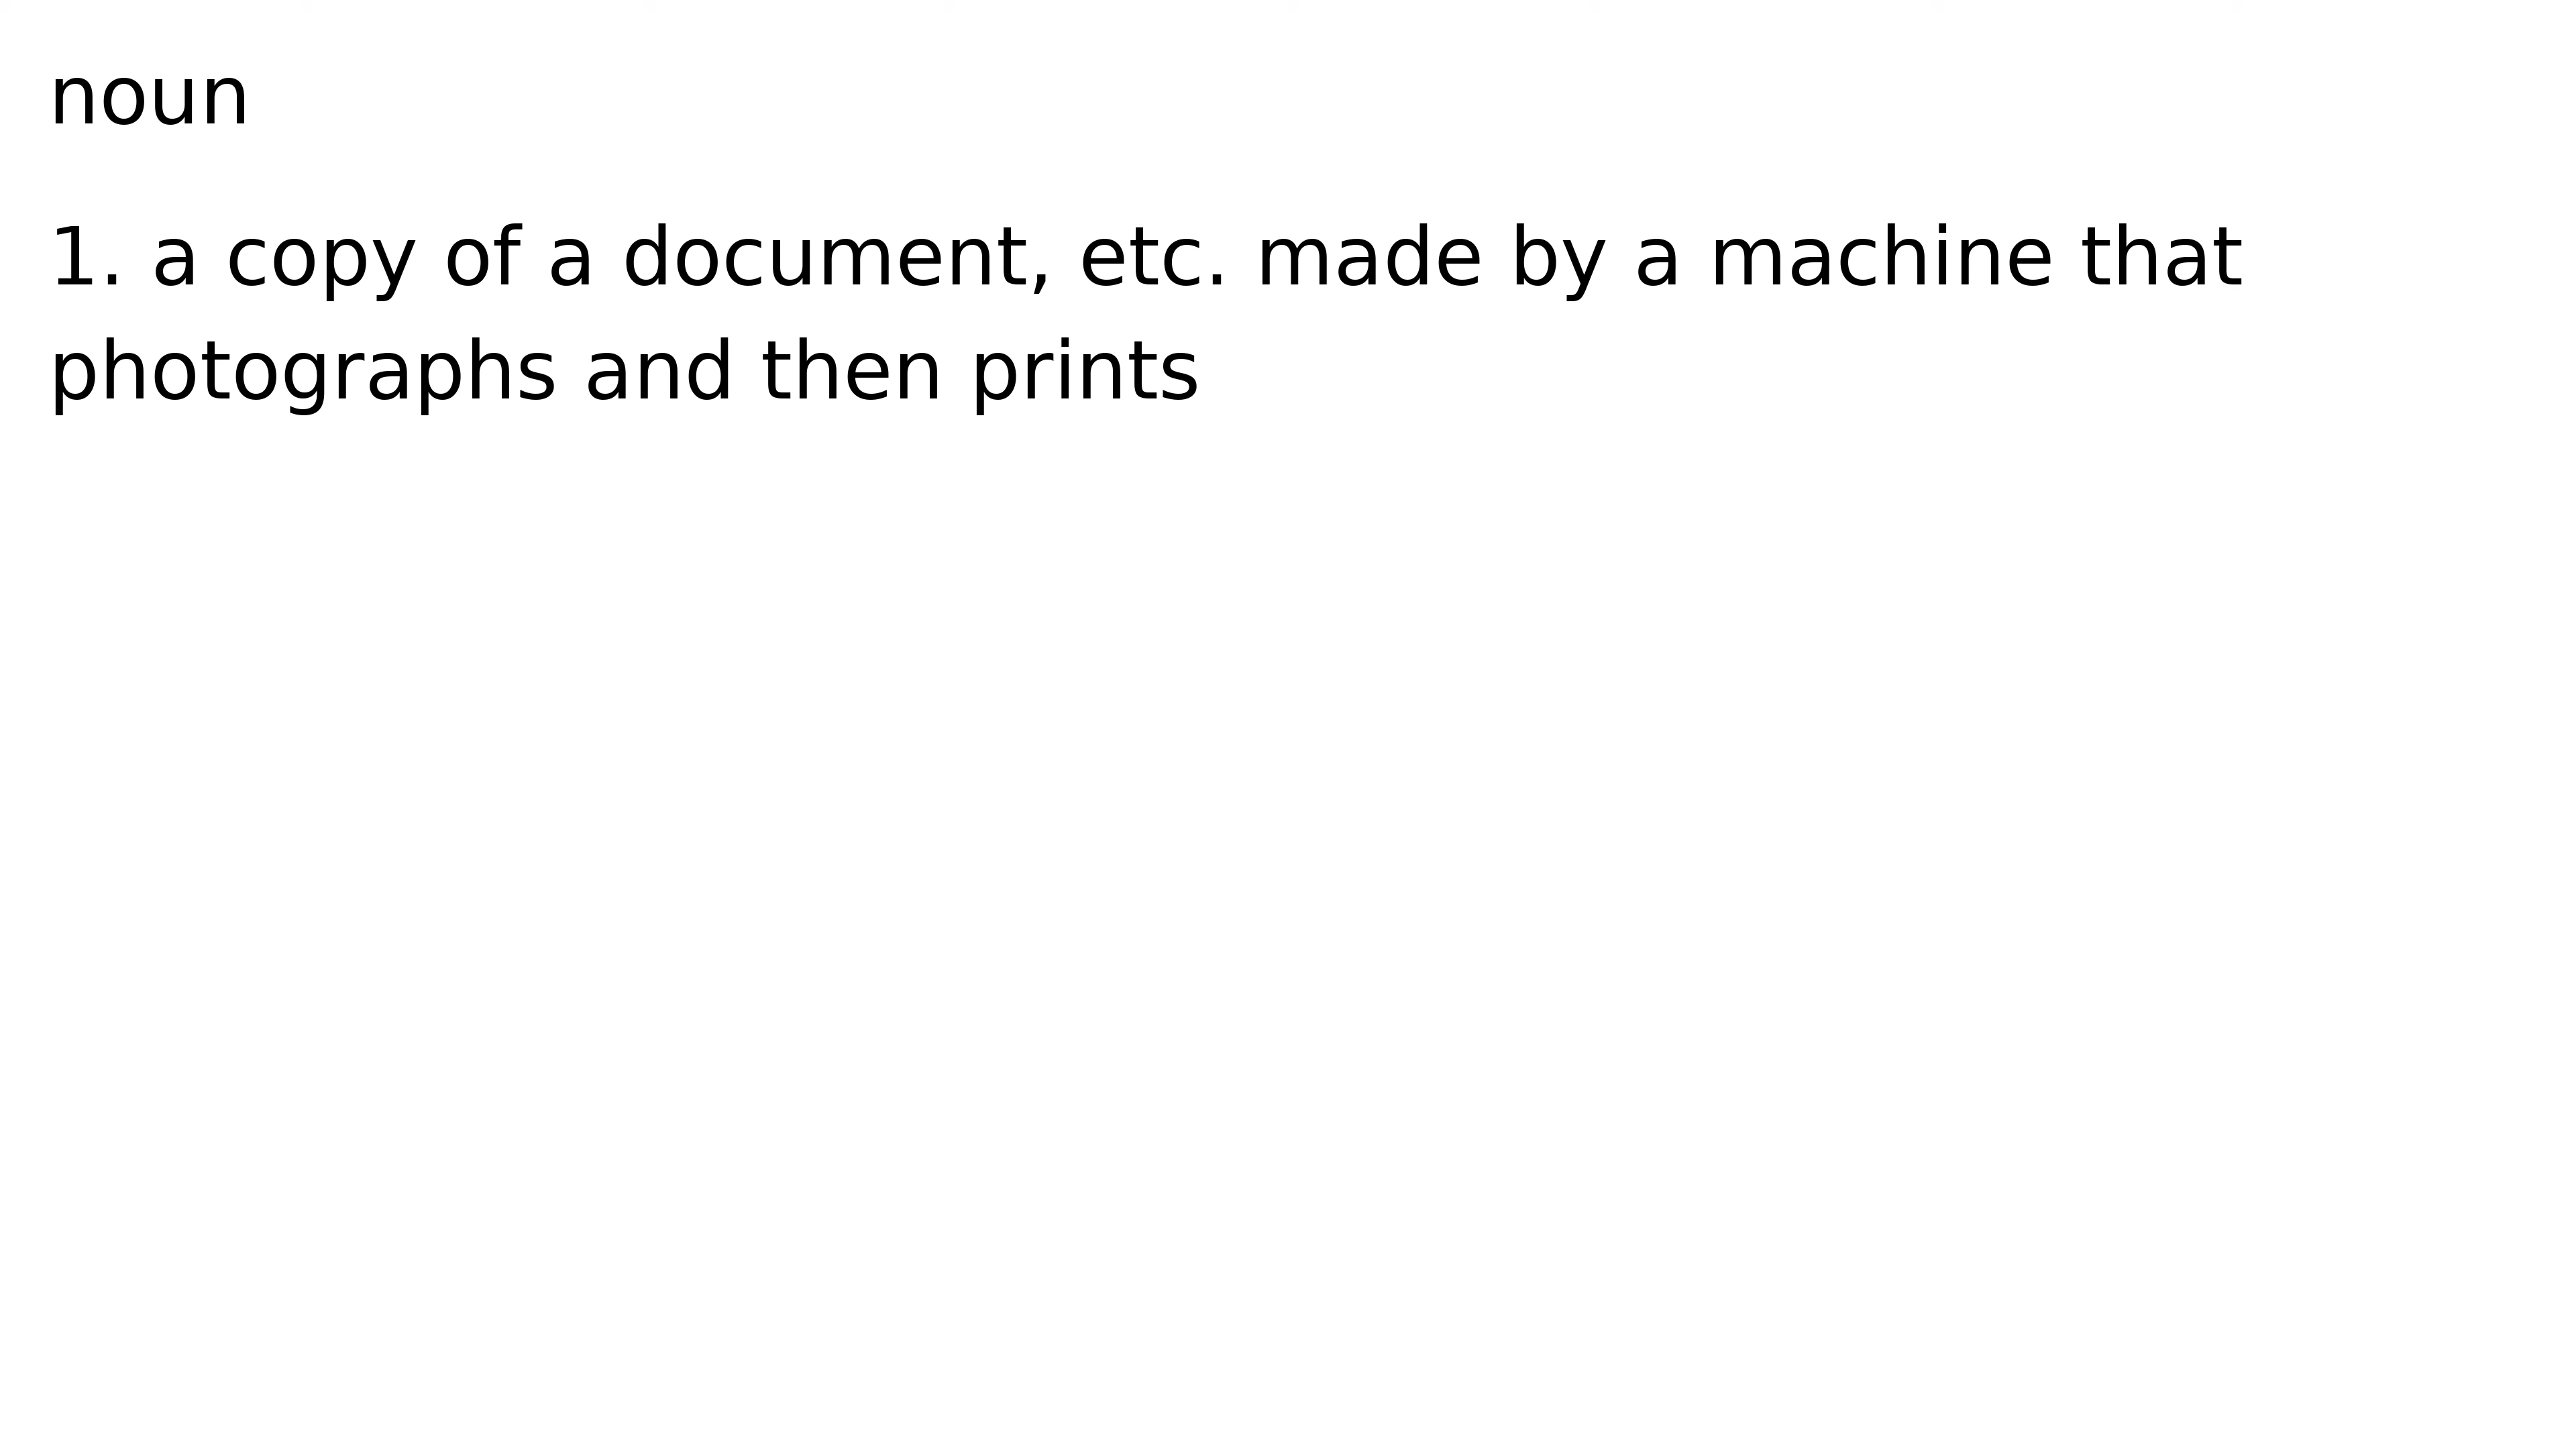 noun
1. a copy of a document, etc. made by a machine that
photographs and then prints